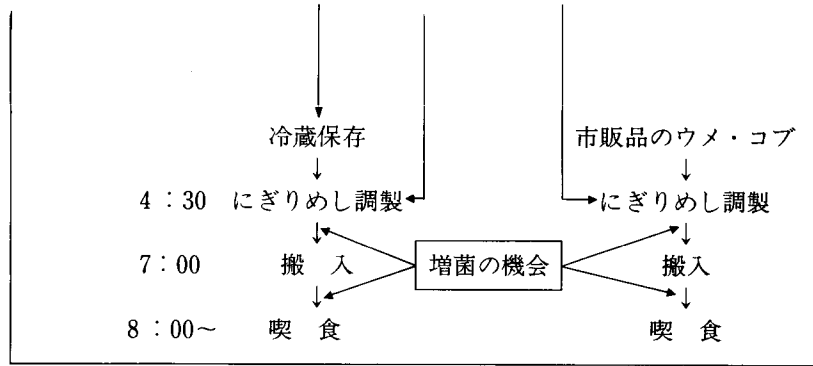 冷蔵保存 市販品のウメ・コブ
4:30 にぎりめし調製 にぎりめし調製
7:00 搬 入 増菌の機会 搬入
8:00~ 喫 食 喫 食